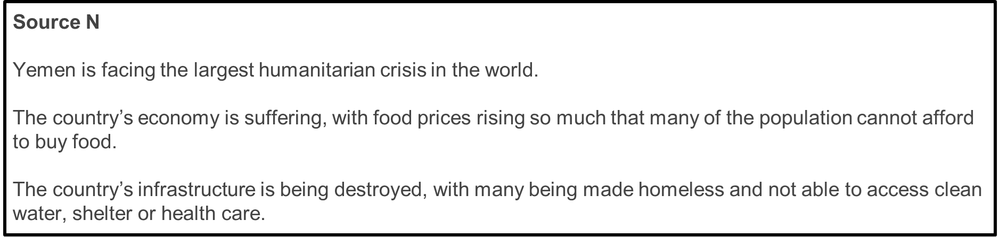 Source N
Yemen is facing the largest humanitarian crisis in the world.
The country’s economy is suffering, with food prices rising so much that many of the population cannot afford
to buy food.
The country’s infrastructure is being destroyed, with many being made homeless and not able to access clean
water, shelter or health care.